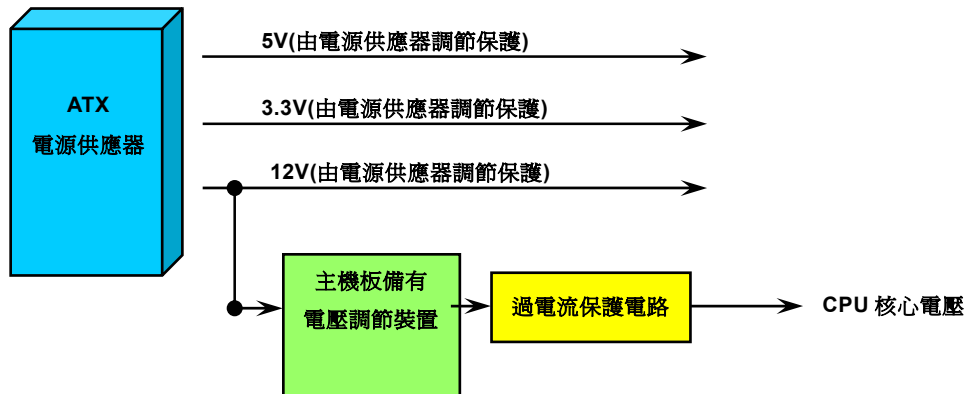 5V(由電源供應器調節保護)
ATX
電源供應器
3.3V(由電源供應器調節保護)
12V(由電源供應器調節保護)
主機板備有
電壓調節裝置
過電流保護電路
CPU 核心電壓